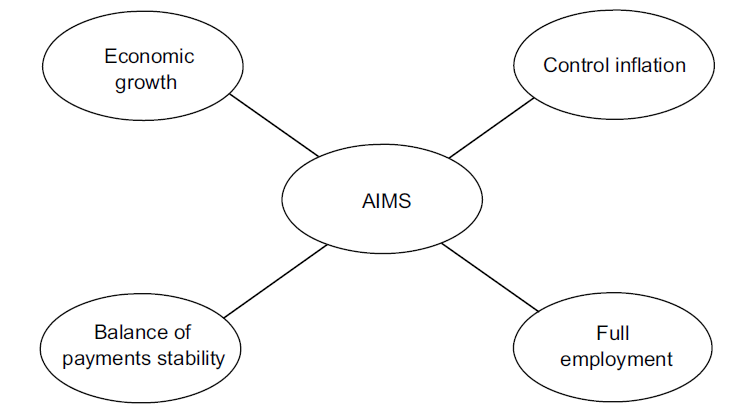 Economic
growth
Control inflation
AIMS
Balance of
payments stability
Full
employment